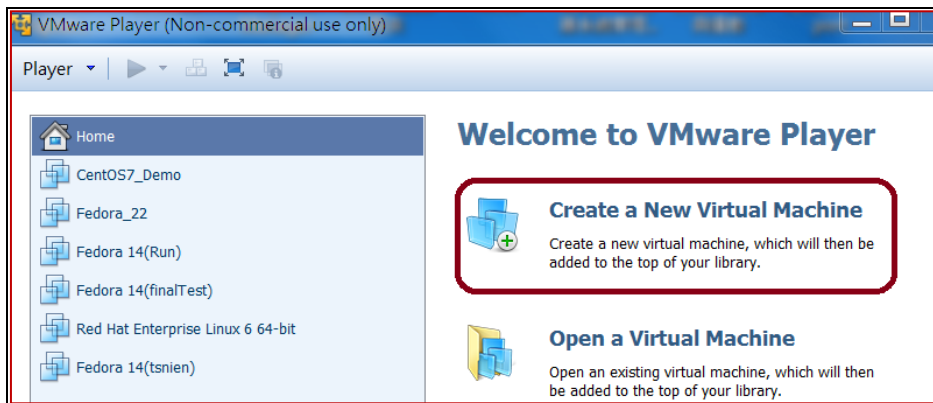 VMware Player (Non-commercial use only)
Player
Home
CentOS7_Demo
Fedora_22
Fedora 14(Run)
Fedora 14(finalTest)
Red Hat Enterprise Linux 6 64-bit
Fedora 14(tsnien)
Welcome to VMware Player
Create a New Virtual Machine
Create a new virtual machine, which will then be
added to the top of your library.
Open a Virtual Machine
Open an existing virtual machine, which will then
be added to the top of your library.